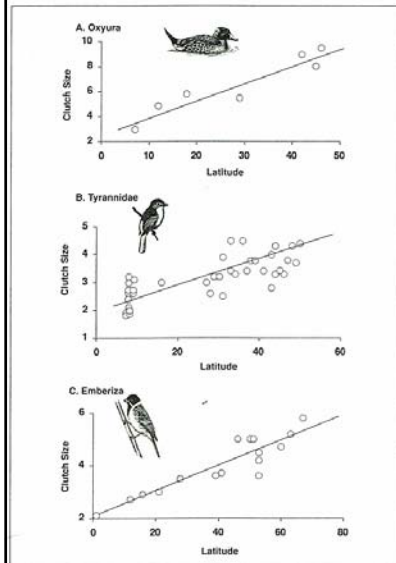 A. Oxyura
10
8
6
4
2
Clutch Size
0 10 20 30 40 50
Latitude
B. Tyrannidae
5
4
3
2
1
Clutch Size
0 20 40 60
Latitude
C. Emberiza
6
4
2
Clutch Size
0 20 40 60 80
Latitude